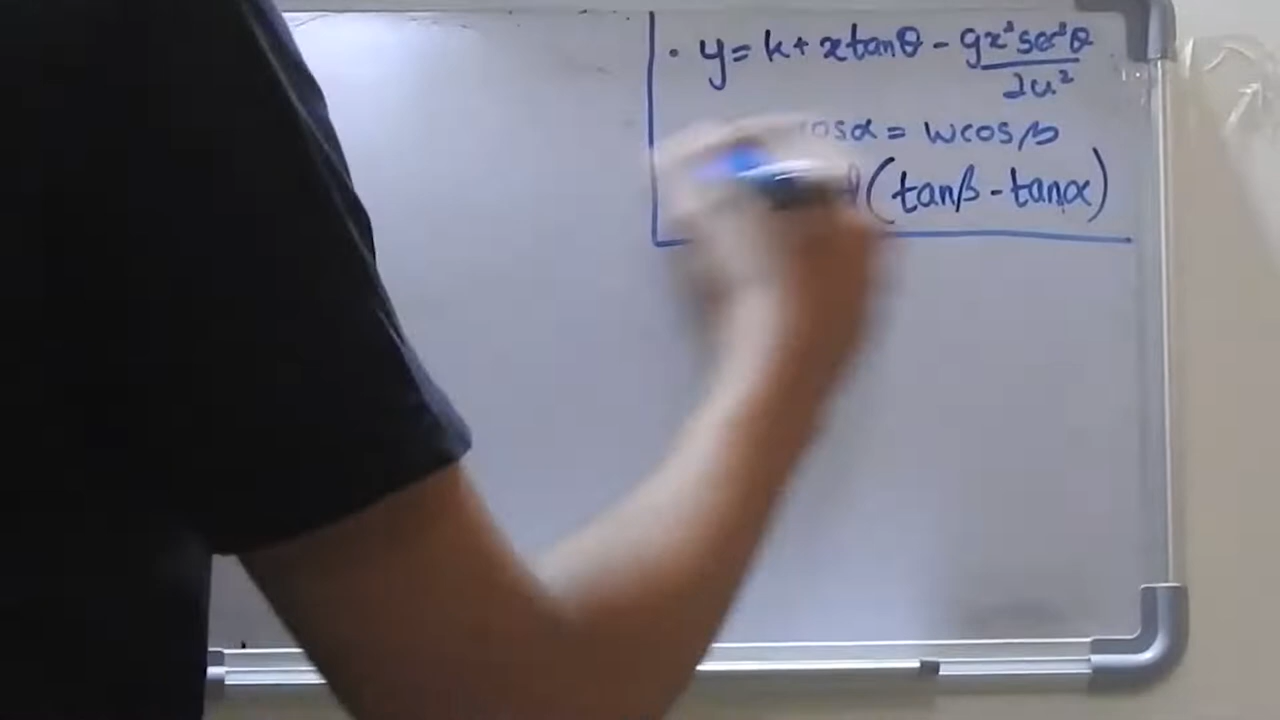 · y = k + x tanθ - gx²sec²θ / 2u²
cosα = wcosβ
(tanβ - tanα)